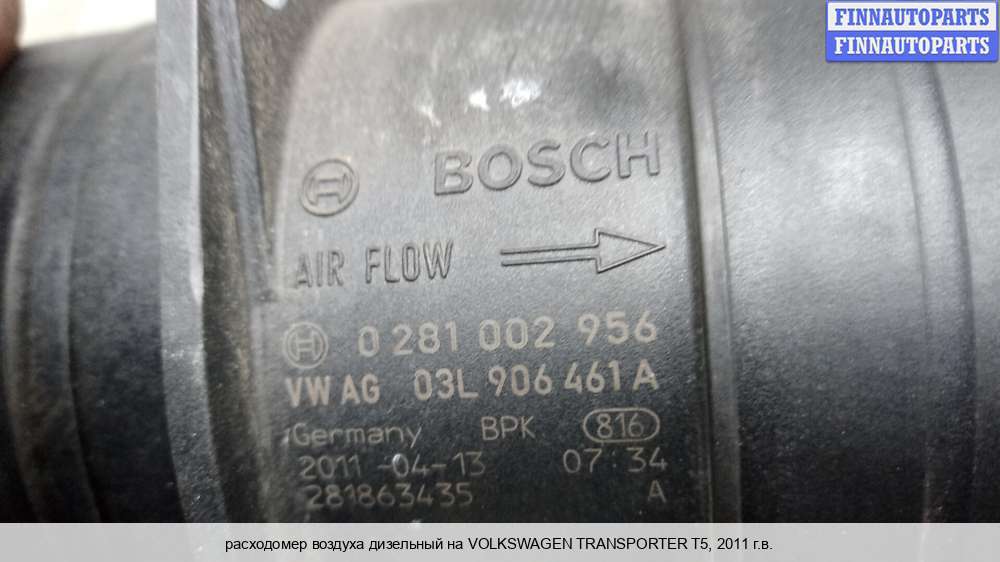 FINNAUTOPARTS
FINNAUTOPARTS
BOSCH
AIR FLOW
0 281 002 956
VW AG 03L 906 461 A
Germany BPK 816
2011-04-13 07:34
281863435 A
расходомер воздуха дизельный на VOLKSWAGEN TRANSPORTER T5, 2011 г.в.